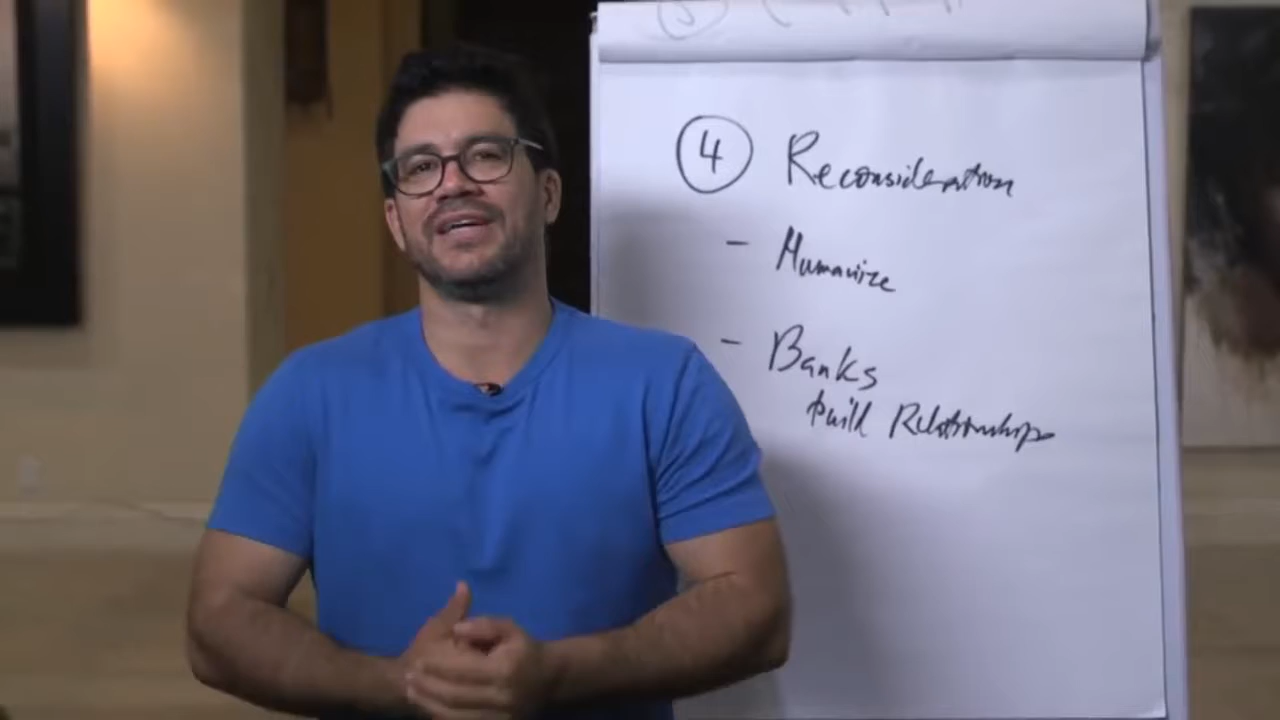 4 Reconsideration
- Humanize
- Banks
build Relationships